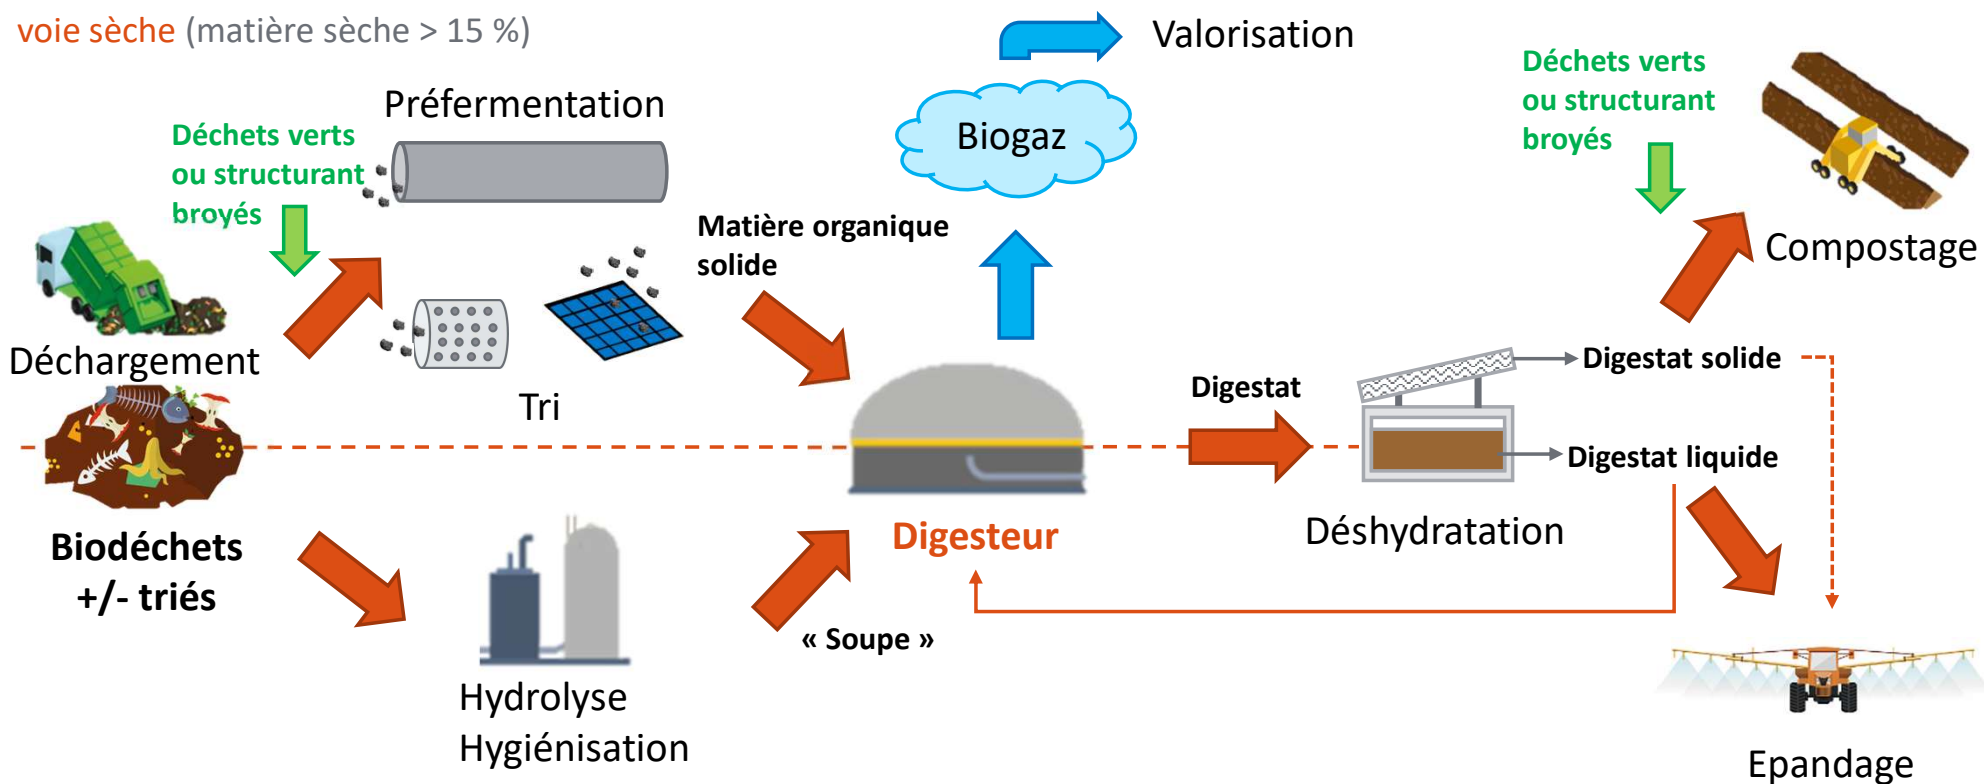 voie sèche (matière sèche > 15 %)
Préfermentation
Déchets verts
ou structurant
broyés
Déchargement
Tri
Biodéchets
+/- triés
Hydrolyse
Hygiénisation
Matière organique
solide
« Soupe »
Biogaz
Valorisation
Digesteur
Digestat
Déshydratation
Digestat solide
Digestat liquide
Déchets verts
ou structurant
broyés
Compostage
Epandage